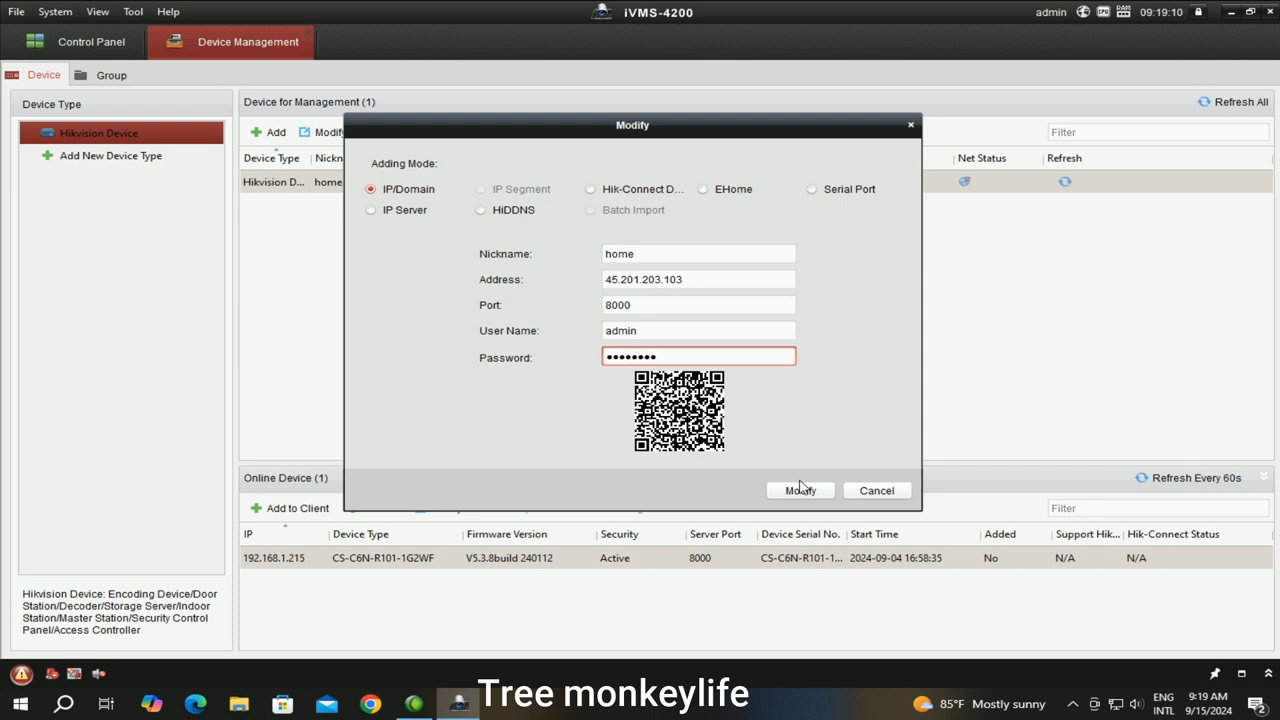 File System View Tool Help
iVMS-4200
admin 09:19:10
Control Panel
Device Management
Device Group
Device Type
Hikvision Device
Add New Device Type
Hikvision Device: Encoding Device/Door
Station/Decoder/Storage Server/Indoor
Station/Master Station/Security Control
Panel/Access Controller
Device for Management (1)
Refresh All
Add
Filter
Device Type
Net Status
Refresh
Hikvision D...
home
Modify
Adding Mode:
IP/Domain IP Segment Hik-Connect D... EHome Serial Port
IP Server HiDDNS Batch Import
Nickname: home
Address: 45.201.203.103
Port: 8000
User Name: admin
Password: ●●●●●●●●
Modify
Cancel
Online Device (1)
Refresh Every 60s
Add to Client
Filter
IP Device Type Firmware Version Security Server Port Device Serial No. Start Time Added Support Hik... Hik-Connect Status
192.168.1.215 CS-C6N-R101-1G2WF V5.3.8build 240112 Active 8000 CS-C6N-R101-1... 2024-09-04 16:58:35 No N/A N/A
Tree monkeylife
85°F Mostly sunny
ENG
INTL
9:19 AM
9/15/2024
2